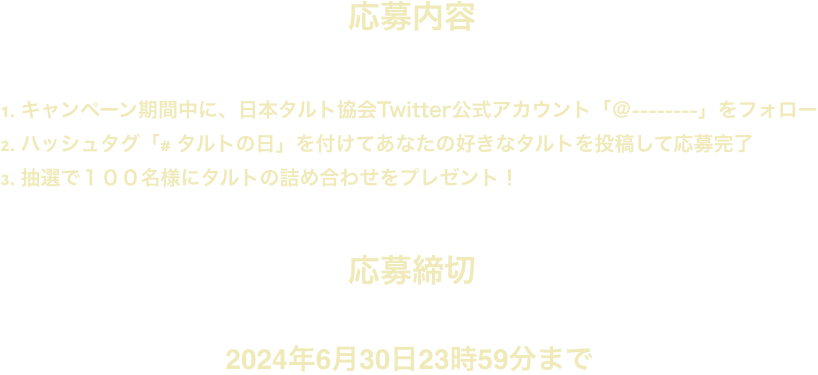 応募内容
1. キャンペーン期間中に、日本タルト協会Twitter公式アカウント「@--------」をフォロー
2. ハッシュタグ「# タルトの日」を付けてあなたの好きなタルトを投稿して応募完了
3. 抽選で１００名様にタルトの詰め合わせをプレゼント！
応募締切
2024年6月30日23時59分まで